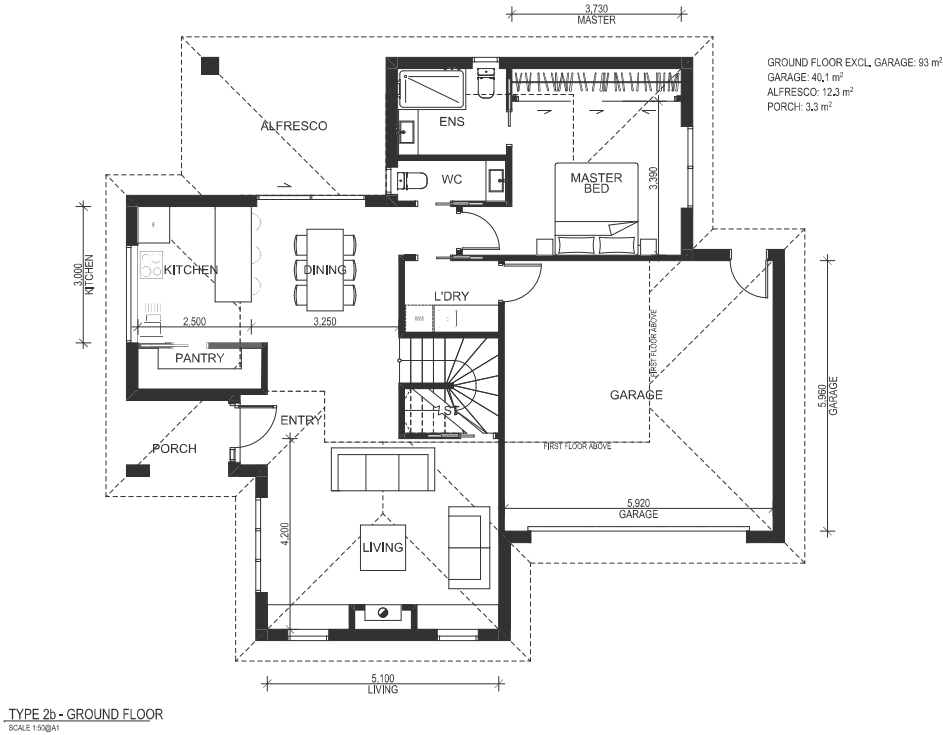 3,730
MASTER
GROUND FLOOR EXCL. GARAGE: 93 m²
GARAGE: 40.1 m²
ALFRESCO: 12.3 m²
PORCH: 3.3 m²
ALFRESCO
ENS
WC
MASTER
BED
3,390
F
KITCHEN
DINING
3,000
KITCHEN
L'DRY
WM
2,500
3,250
PANTRY
FIRST FLOOR ABOVE
GARAGE
5,960
GARAGE
ST
ENTRY
PORCH
FIRST FLOOR ABOVE
5,920
GARAGE
4,200
LIVING
5,100
LIVING
TYPE 2b - GROUND FLOOR
SCALE 1:50@A1